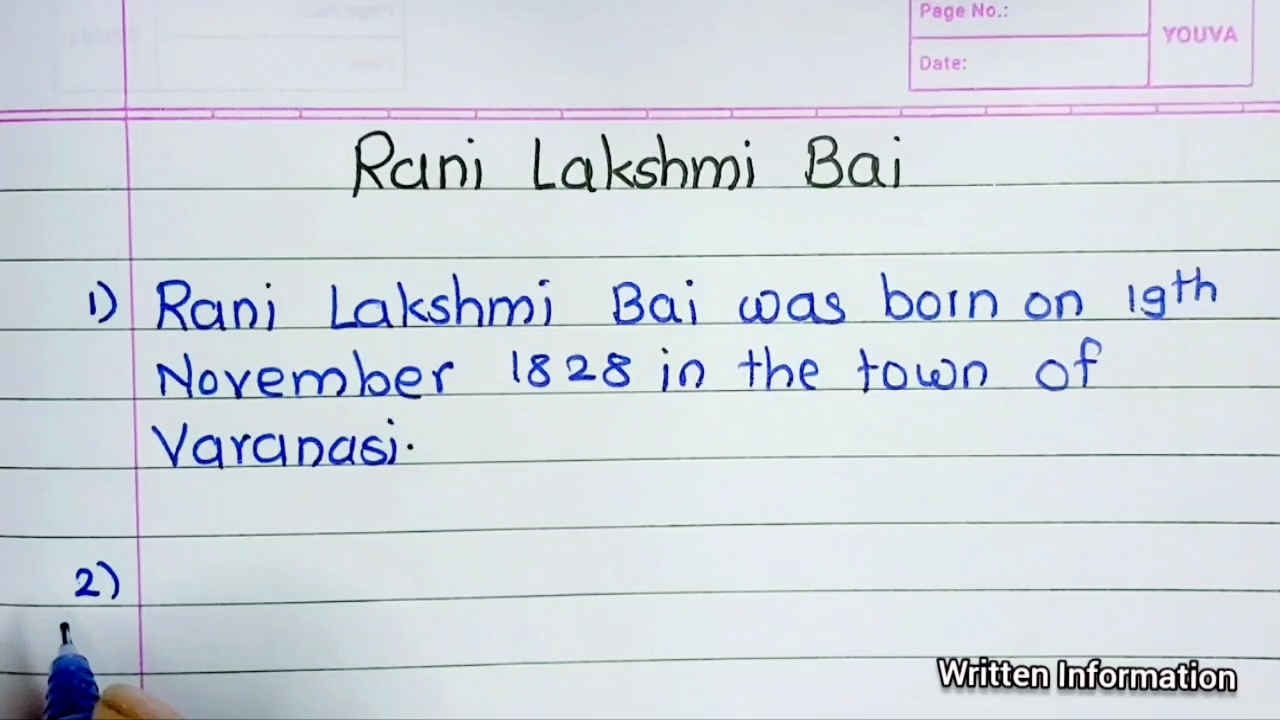 Page No.:
YOUVA
Date:
Rani Lakshmi Bai
1) Rani Lakshmi Bai was born on 19th
November 1828 in the town of
Varanasi.
2)
Written Information